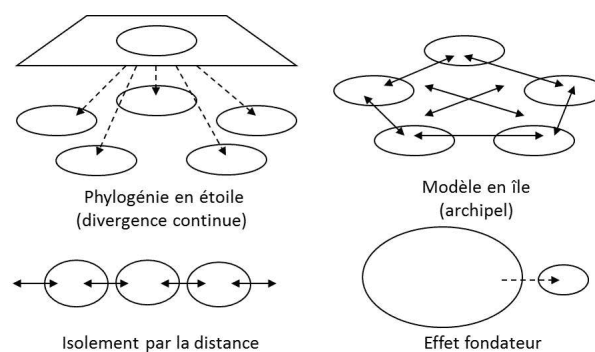 Phylogénie en étoile
(divergence continue)
Modèle en île
(archipel)
Isolement par la distance
Effet fondateur